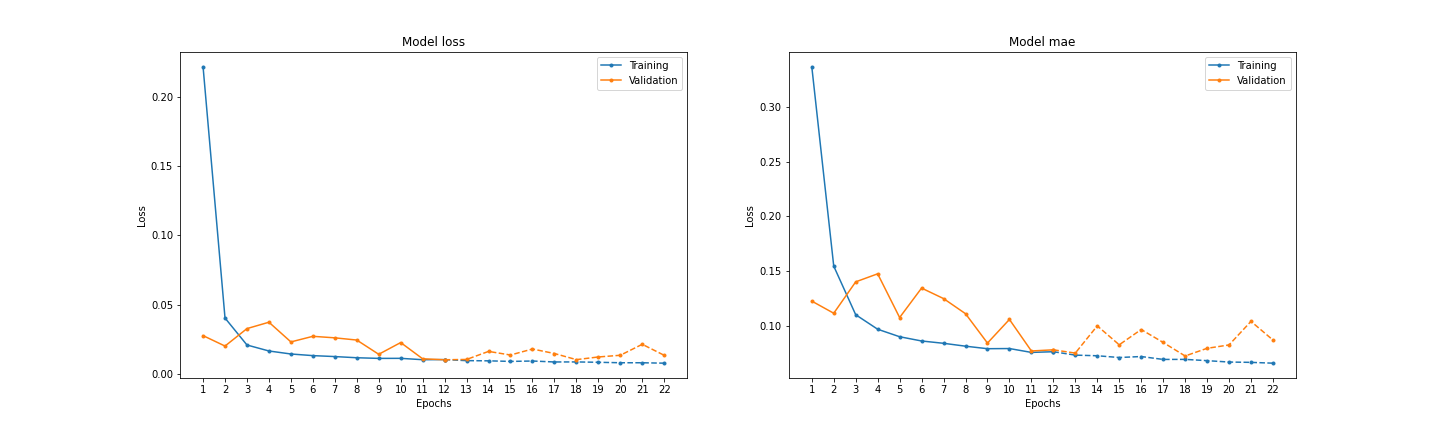 Model loss
Training
Validation
0.20
0.15
0.10
0.05
0.00
Loss
1 2 3 4 5 6 7 8 9 10 11 12 13 14 15 16 17 18 19 20 21 22
Epochs
Model mae
Training
Validation
0.30
0.25
0.20
0.15
0.10
Loss
1 2 3 4 5 6 7 8 9 10 11 12 13 14 15 16 17 18 19 20 21 22
Epochs